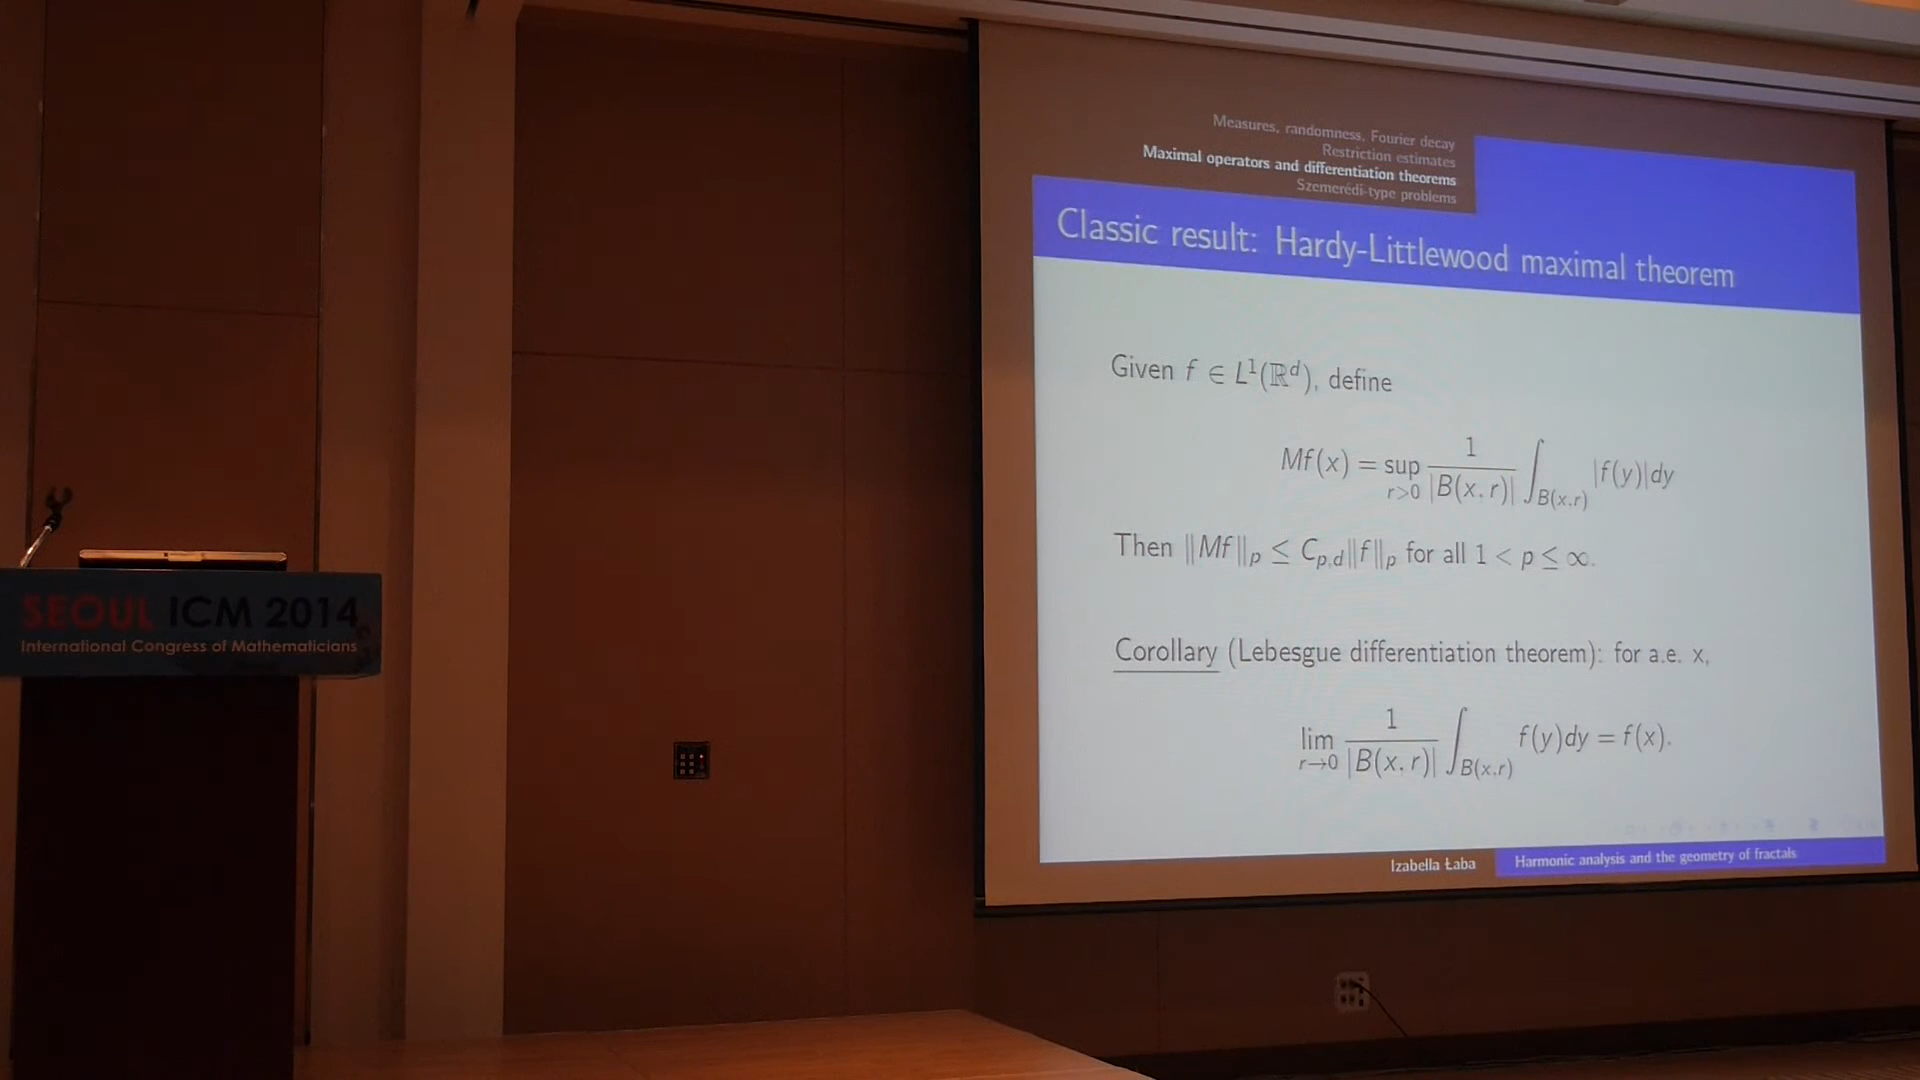 Measures, randomness, Fourier decay
Restriction estimates
Maximal operators and differentiation theorems
Szemerédi-type problems
Classic result: Hardy-Littlewood maximal theorem
Given f ∈ L¹(ℝᵈ), define
Mf(x) = sup_{r>0} 1/|B(x,r)| ∫_{B(x,r)} |f(y)|dy
Then ‖Mf‖_p ≤ C_{p,d}‖f‖_p for all 1 < p ≤ ∞.
Corollary (Lebesgue differentiation theorem): for a.e. x,
lim_{r→0} 1/|B(x,r)| ∫_{B(x,r)} f(y)dy = f(x).
Izabella Łaba
Harmonic analysis and the geometry of fractals
SEOUL ICM 2014
International Congress of Mathematicians